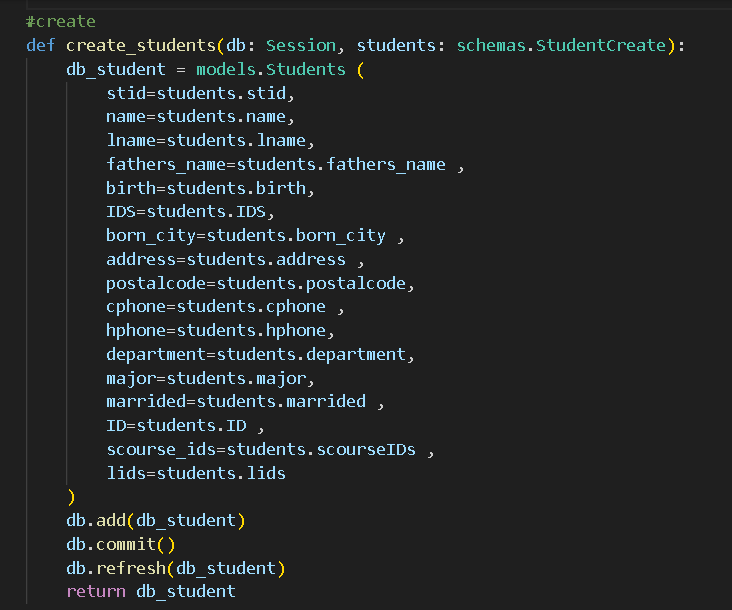 #create
def create_students(db: Session, students: schemas.StudentCreate):
    db_student = models.Students (
        stid=students.stid,
        name=students.name,
        lname=students.lname,
        fathers_name=students.fathers_name ,
        birth=students.birth,
        IDS=students.IDS,
        born_city=students.born_city ,
        address=students.address ,
        postalcode=students.postalcode,
        cphone=students.cphone ,
        hphone=students.hphone,
        department=students.department,
        major=students.major,
        marrided=students.marrided ,
        ID=students.ID ,
        scourse_ids=students.scourseIDs ,
        lids=students.lids
    )
    db.add(db_student)
    db.commit()
    db.refresh(db_student)
    return db_student